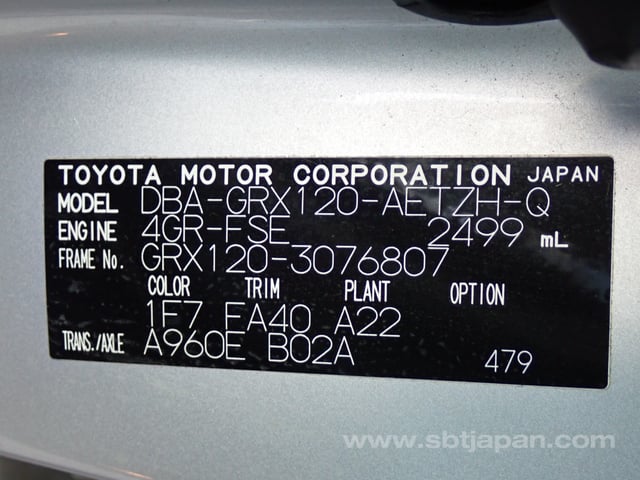 TOYOTA MOTOR CORPORATION JAPAN
MODEL DBA-GRX120-AETZH-Q
ENGINE 4GR-FSE 2499 mL
FRAME No. GRX120-3076807
COLOR TRIM PLANT OPTION
1F7 FA40 A22
TRANS./AXLE A960E B02A
479
www.sbtjapan.com